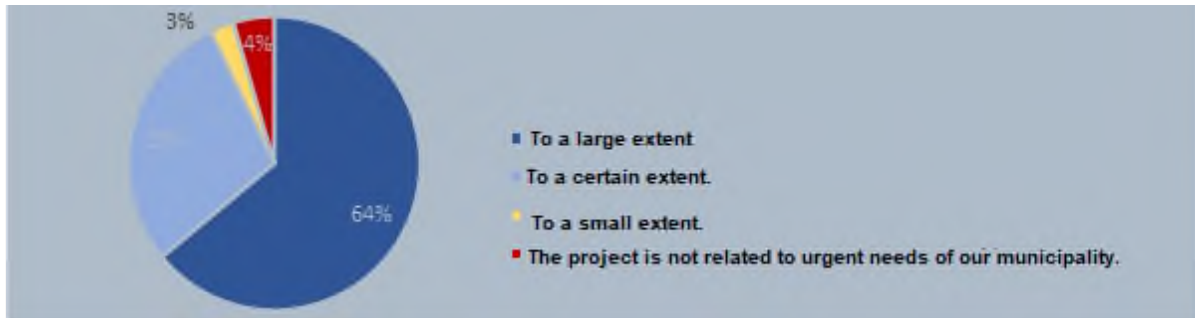 3%
4%
64%
To a large extent
To a certain extent.
To a small extent.
The project is not related to urgent needs of our municipality.